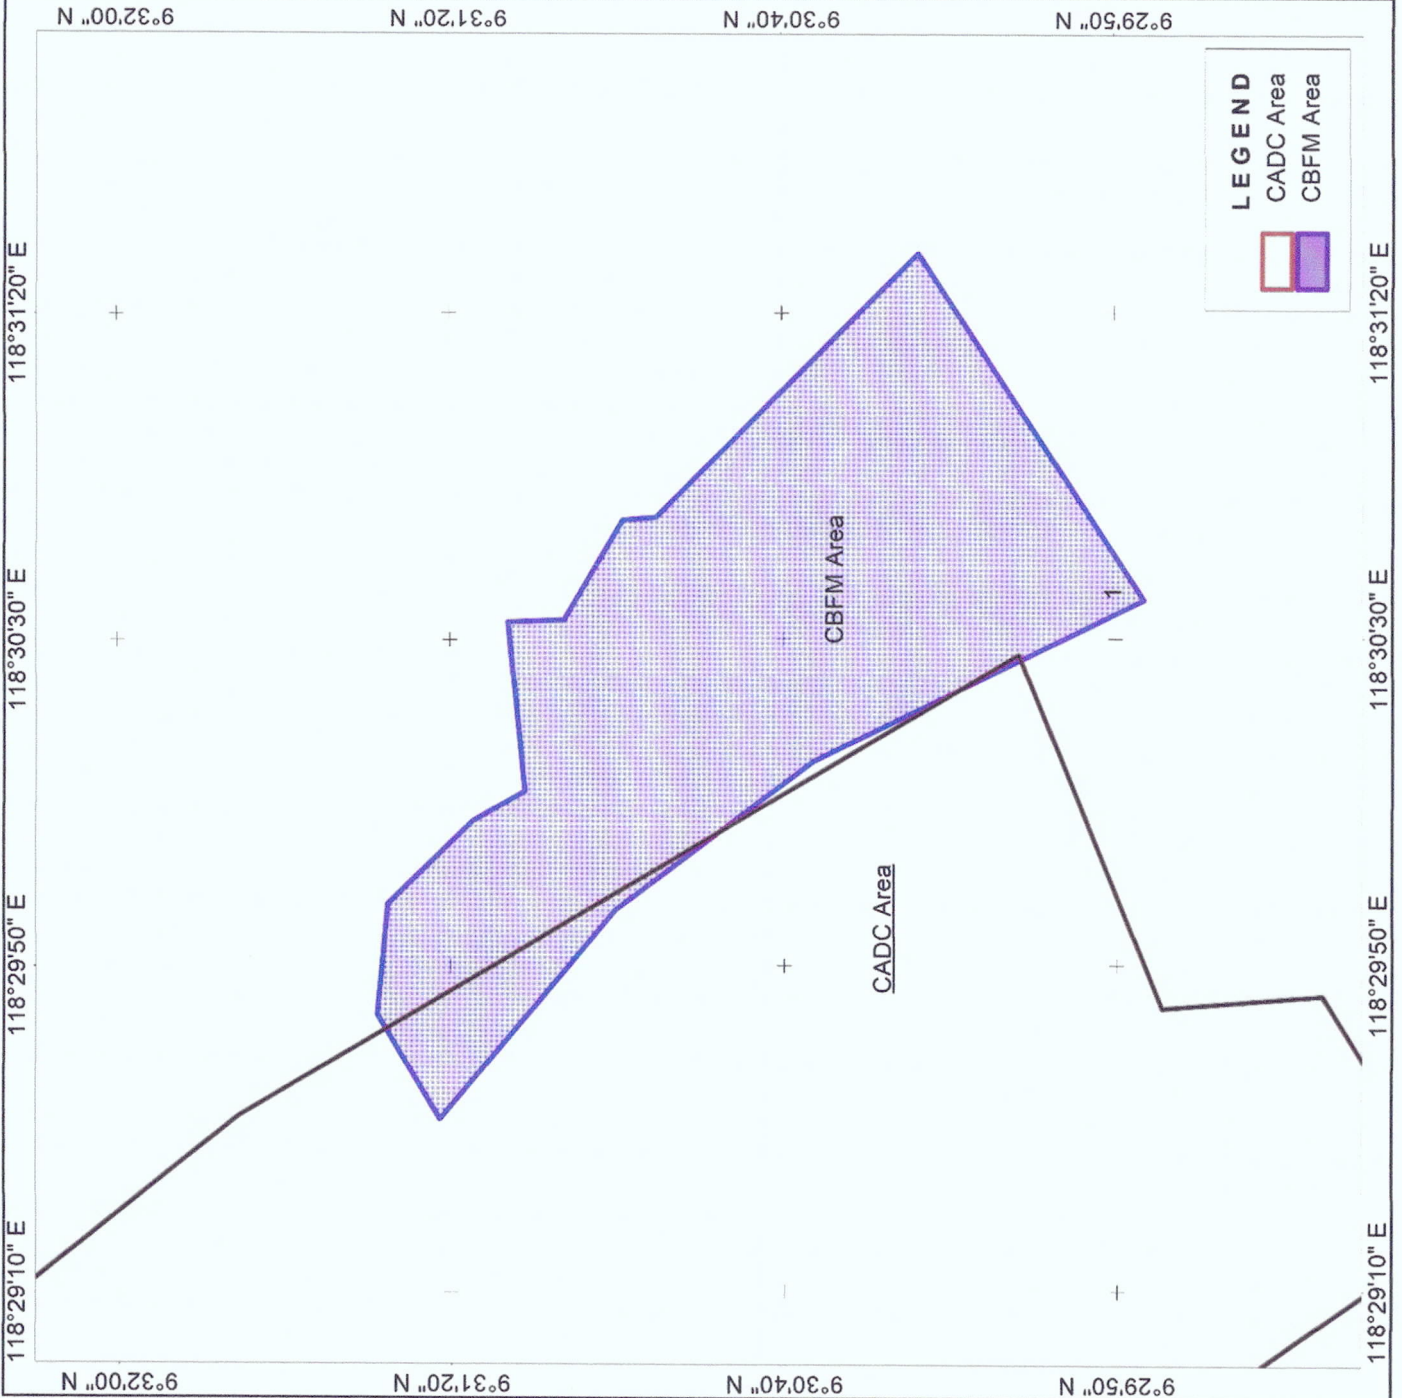 118°29'10" E 118°29'50" E 118°30'30" E 118°31'20" E
9°32'00" N 9°32'00" N
9°31'20" N 9°31'20" N
9°30'40" N 9°30'40" N
CBFM Area
CADC Area
1
9°29'50" N 9°29'50" N
LEGEND
CADC Area
CBFM Area
118°29'10" E 118°29'50" E 118°30'30" E 118°31'20" E